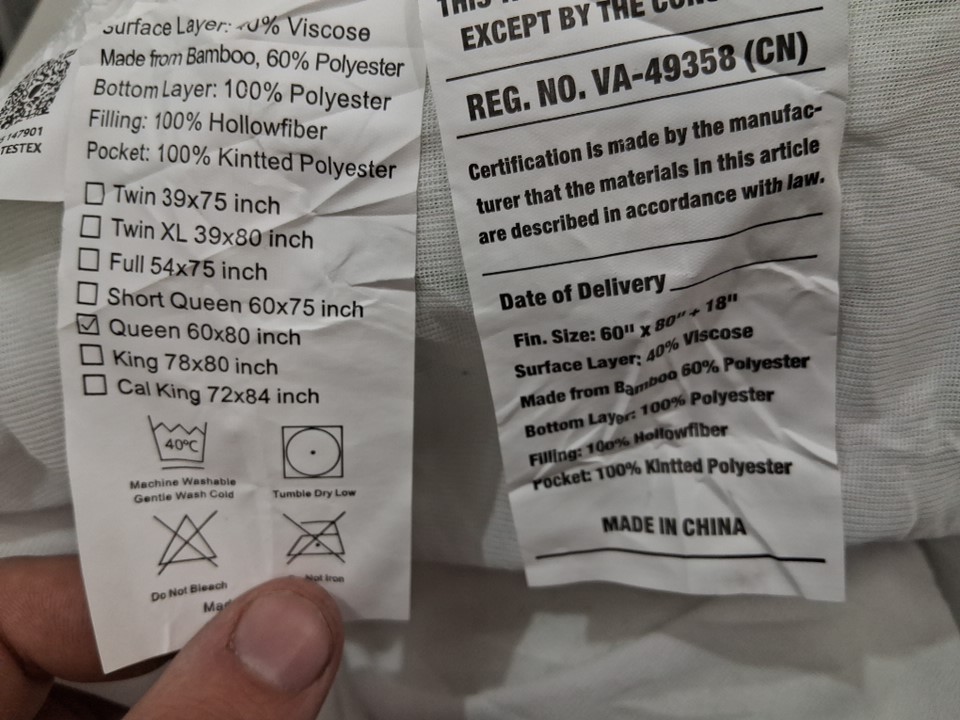 147901
TESTEX
Surface Layer: 40% Viscose
Made from Bamboo, 60% Polyester
Bottom Layer: 100% Polyester
Filling: 100% Hollowfiber
Pocket: 100% Kintted Polyester
Twin 39x75 inch
Twin XL 39x80 inch
Full 54x75 inch
Short Queen 60x75 inch
Queen 60x80 inch
King 78x80 inch
Cal King 72x84 inch
40°C
Machine Washable
Gentle Wash Cold
Tumble Dry Low
Do Not Bleach
Not Iron
EXCEPT BY THE
REG. NO. VA-49358 (CN)
Certification is made by the manufac-
turer that the materials in this article
are described in accordance with law.
Date of Delivery
Fin. Size: 60" x 80" + 18"
Surface Layer: 40% Viscose
Made from Bamboo 60% Polyester
Bottom Layer: 100% Polyester
Filling: 100% Hollowfiber
Pocket: 100% Kintted Polyester
MADE IN CHINA